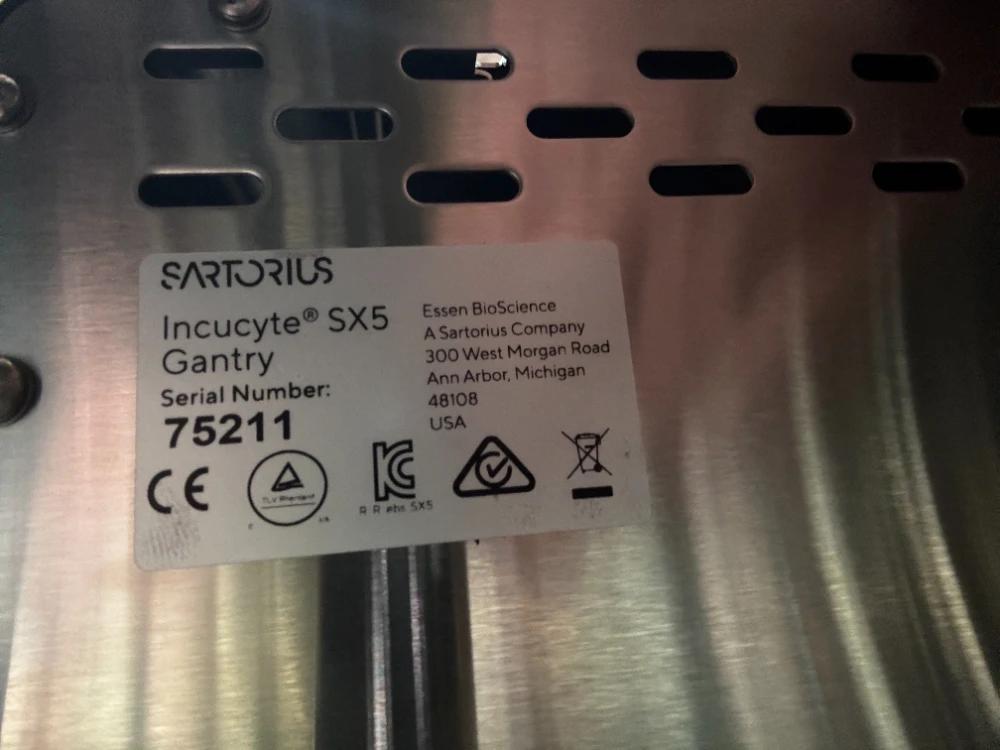 SARTORIUS
Incucyte® SX5
Gantry
Serial Number:
75211
Essen BioScience
A Sartorius Company
300 West Morgan Road
Ann Arbor, Michigan
48108
USA
CE
TÜV Rheinland
SX5